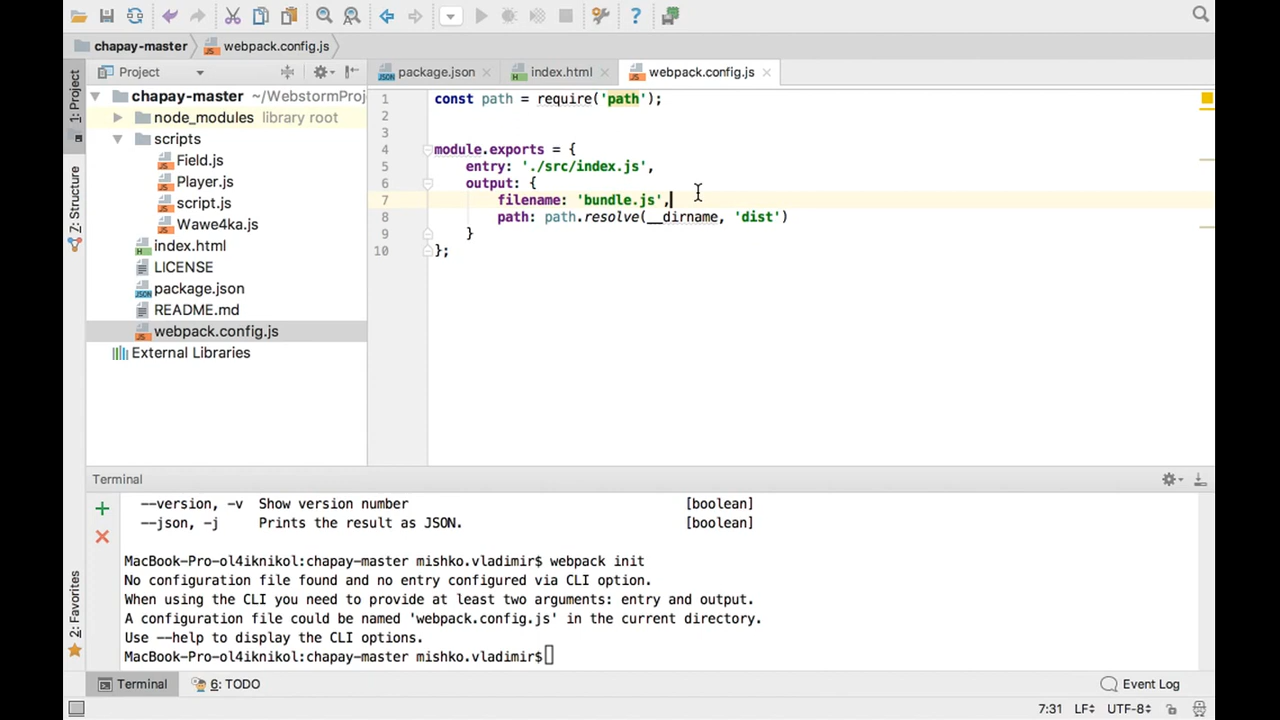 chapay-master
webpack.config.js
1: Project
Project
package.json
index.html
webpack.config.js
chapay-master ~/WebstormProj
node_modules library root
scripts
Field.js
Player.js
script.js
Wawe4ka.js
index.html
LICENSE
package.json
README.md
webpack.config.js
External Libraries
7: Structure
2: Favorites
1 const path = require('path');
2
3
4 module.exports = {
5 entry: './src/index.js',
6 output: {
7 filename: 'bundle.js',
8 path: path.resolve(__dirname, 'dist')
9 }
10 };
Terminal
--version, -v Show version number [boolean]
--json, -j Prints the result as JSON. [boolean]
MacBook-Pro-ol4iknikol:chapay-master mishko.vladimir$ webpack init
No configuration file found and no entry configured via CLI option.
When using the CLI you need to provide at least two arguments: entry and output.
A configuration file could be named 'webpack.config.js' in the current directory.
Use --help to display the CLI options.
MacBook-Pro-ol4iknikol:chapay-master mishko.vladimir$
Terminal
6: TODO
Event Log
7:31 LF UTF-8